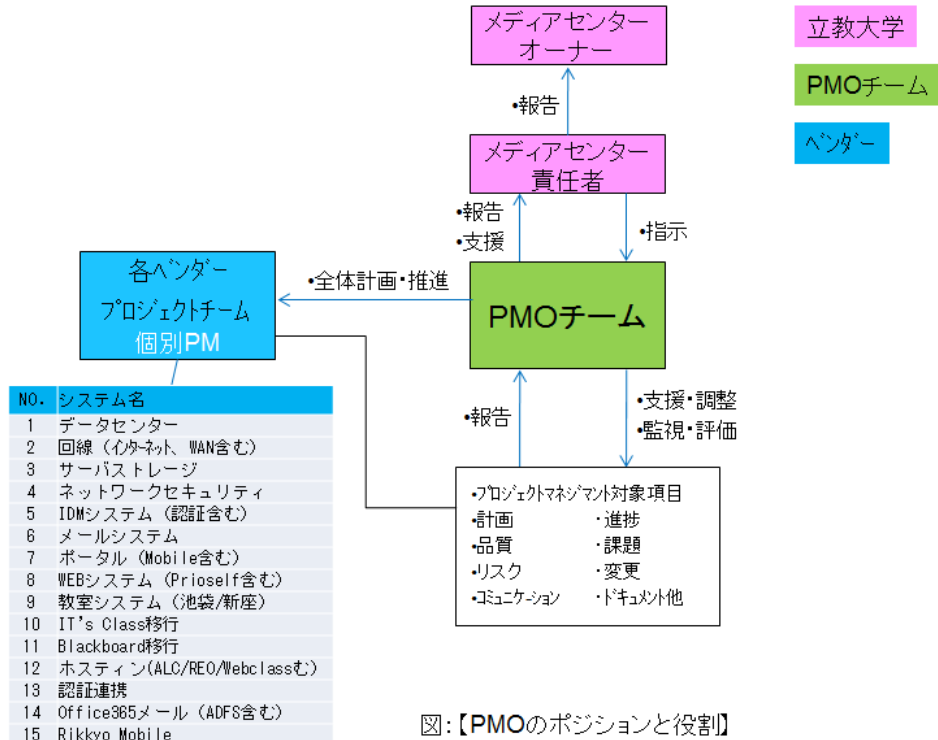 メディアセンター
オーナー
立教大学
PMOチーム
ベンダー
•報告
メディアセンター
責任者
•報告
•支援
•指示
各ベンダー
プロジェクトチーム
個別PM
•全体計画・推進
PMOチーム
•報告
•支援・調整
•監視・評価
NO. システム名
1 データセンター
2 回線（インターネット、WAN含む）
3 サーバストレージ
4 ネットワークセキュリティ
5 IDMシステム（認証含む）
6 メールシステム
7 ポータル（Mobile含む）
8 WEBシステム（Prioself含む）
9 教室システム（池袋/新座）
10 IT's Class移行
11 Blackboard移行
12 ホスティン(ALC/REO/Webclassむ)
13 認証連携
14 Office365メール（ADFS含む）
15 Rikkyo Mobile
•プロジェクトマネジマント対象項目
•計画 ・進捗
•品質 ・課題
•リスク ・変更
•コミュニケーション ・ドキュメント他
図:【PMOのポジションと役割】